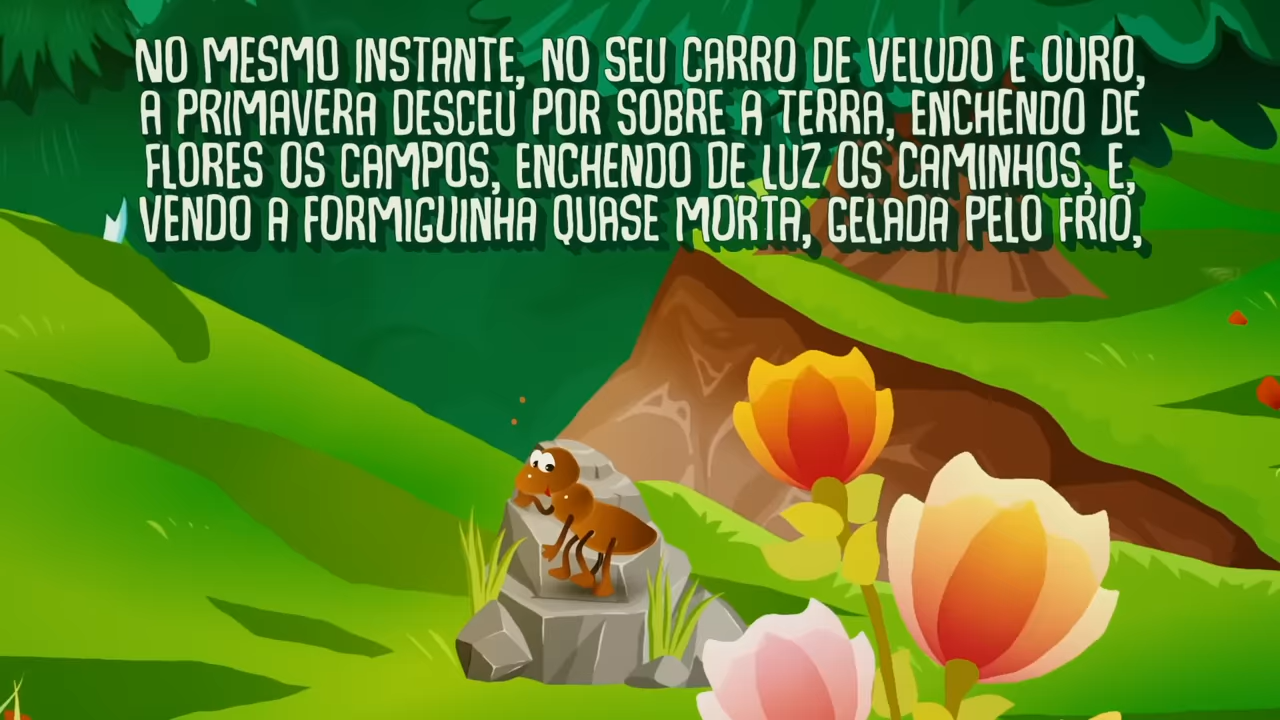 NO MESMO INSTANTE, NO SEU CARRO DE VELUDO E OURO,
A PRIMAVERA DESCEU POR SOBRE A TERRA, ENCHENDO DE
FLORES OS CAMPOS, ENCHENDO DE LUZ OS CAMINHOS, E,
VENDO A FORMIGUINHA QUASE MORTA, GELADA PELO FRIO,